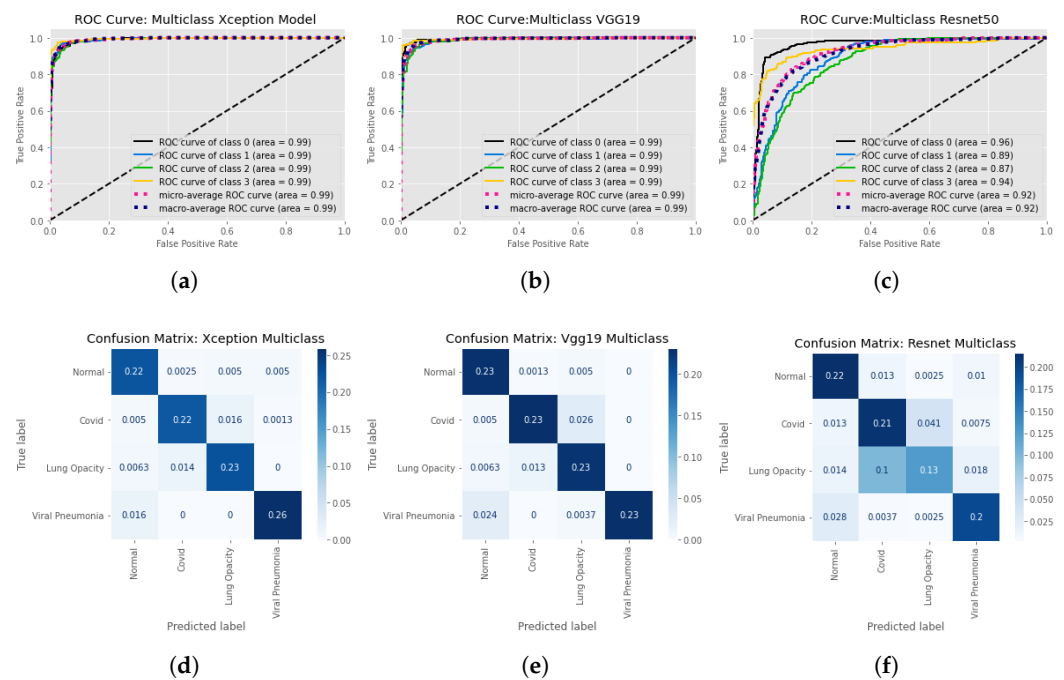 ROC Curve: Multiclass Xception Model
1.0
0.8
0.6
0.4
0.2
0.0
True Positive Rate
ROC curve of class 0 (area = 0.99)
ROC curve of class 1 (area = 0.99)
ROC curve of class 2 (area = 0.99)
ROC curve of class 3 (area = 0.99)
micro-average ROC curve (area = 0.99)
macro-average ROC curve (area = 0.99)
0.0 0.2 0.4 0.6 0.8 1.0
False Positive Rate
(a)
ROC Curve:Multiclass VGG19
1.0
0.8
0.6
0.4
0.2
0.0
True Positive Rate
ROC curve of class 0 (area = 0.99)
ROC curve of class 1 (area = 0.99)
ROC curve of class 2 (area = 0.99)
ROC curve of class 3 (area = 0.99)
micro-average ROC curve (area = 0.99)
macro-average ROC curve (area = 0.99)
0.0 0.2 0.4 0.6 0.8 1.0
False Positive Rate
(b)
ROC Curve:Multiclass Resnet50
1.0
0.8
0.6
0.4
0.2
0.0
True Positive Rate
ROC curve of class 0 (area = 0.96)
ROC curve of class 1 (area = 0.89)
ROC curve of class 2 (area = 0.87)
ROC curve of class 3 (area = 0.94)
micro-average ROC curve (area = 0.92)
macro-average ROC curve (area = 0.92)
0.0 0.2 0.4 0.6 0.8 1.0
False Positive Rate
(c)
Confusion Matrix: Xception Multiclass
True label
Normal 0.22 0.0025 0.005 0.005
Covid 0.005 0.22 0.016 0.0013
Lung Opacity 0.0063 0.014 0.23 0
Viral Pneumonia 0.016 0 0 0.26
Normal Covid Lung Opacity Viral Pneumonia
Predicted label
0.25
0.20
0.15
0.10
0.05
0.00
(d)
Confusion Matrix: Vgg19 Multiclass
True label
Normal 0.23 0.0013 0.005 0
Covid 0.005 0.23 0.026 0
Lung Opacity 0.0063 0.013 0.23 0
Viral Pneumonia 0.024 0 0.0037 0.23
Normal Covid Lung Opacity Viral Pneumonia
Predicted label
0.20
0.15
0.10
0.05
0.00
(e)
Confusion Matrix: Resnet Multiclass
True label
Normal 0.22 0.013 0.0025 0.01
Covid 0.013 0.21 0.041 0.0075
Lung Opacity 0.014 0.1 0.13 0.018
Viral Pneumonia 0.028 0.0037 0.0025 0.2
Normal Covid Lung Opacity Viral Pneumonia
Predicted label
0.200
0.175
0.150
0.125
0.100
0.075
0.050
0.025
(f)